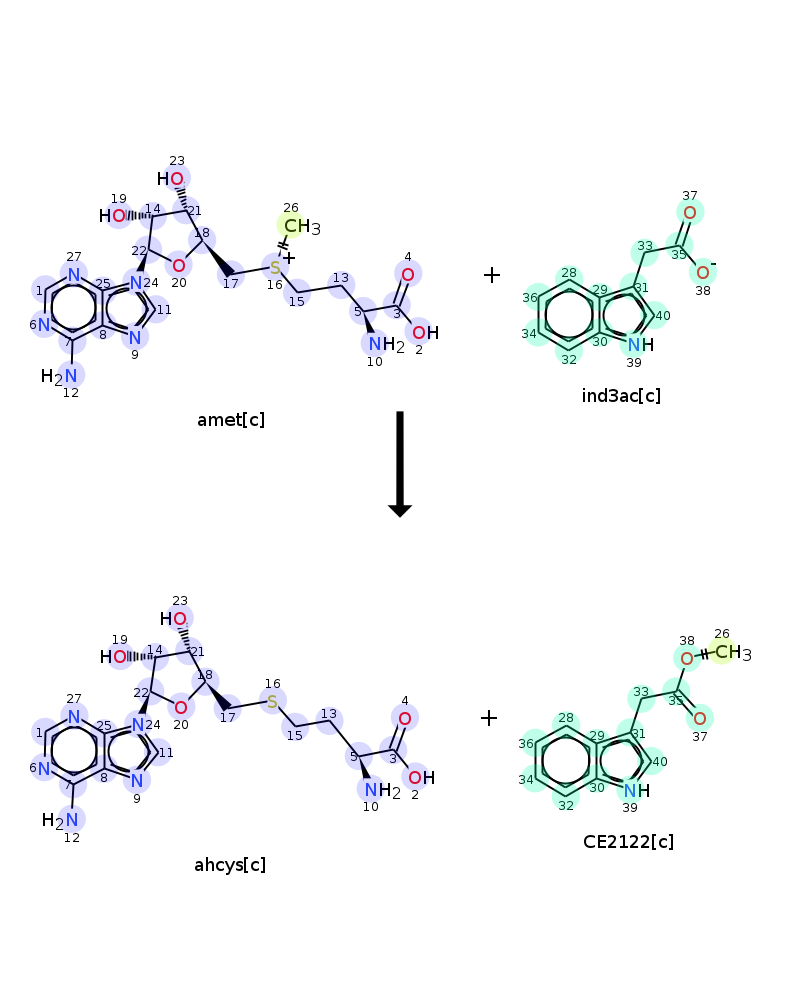 23
HO
19
HO
14
21
26
CH3
18
22
O
20
S
+
16
17
15
13
4
O
5
3
OH
2
NH2
10
27
N
1
25
N
24
11
6
N
7
8
N
9
H2N
12
amet[c]
+
37
O
33
35
O-
38
28
36
29
31
40
34
30
NH
32
39
ind3ac[c]
23
HO
19
HO
14
21
18
22
O
20
16
S
17
15
13
4
O
5
3
OH
2
NH2
10
27
N
1
25
N
24
11
6
N
7
8
N
9
H2N
12
ahcys[c]
+
38
O
26
CH3
33
35
O
37
28
36
29
31
40
34
30
NH
32
39
CE2122[c]